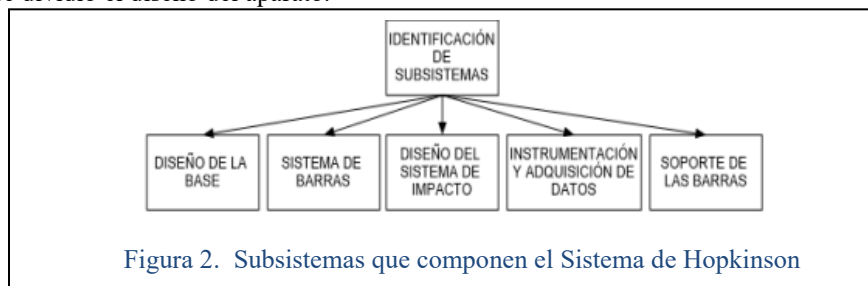 IDENTIFICACIÓN
DE
SUBSISTEMAS
DISEÑO DE LA
BASE
SISTEMA DE
BARRAS
DISEÑO DEL
SISTEMA DE
IMPACTO
INSTRUMENTACIÓN
Y ADQUISICIÓN DE
DATOS
SOPORTE DE
LAS BARRAS
Figura 2. Subsistemas que componen el Sistema de Hopkinson